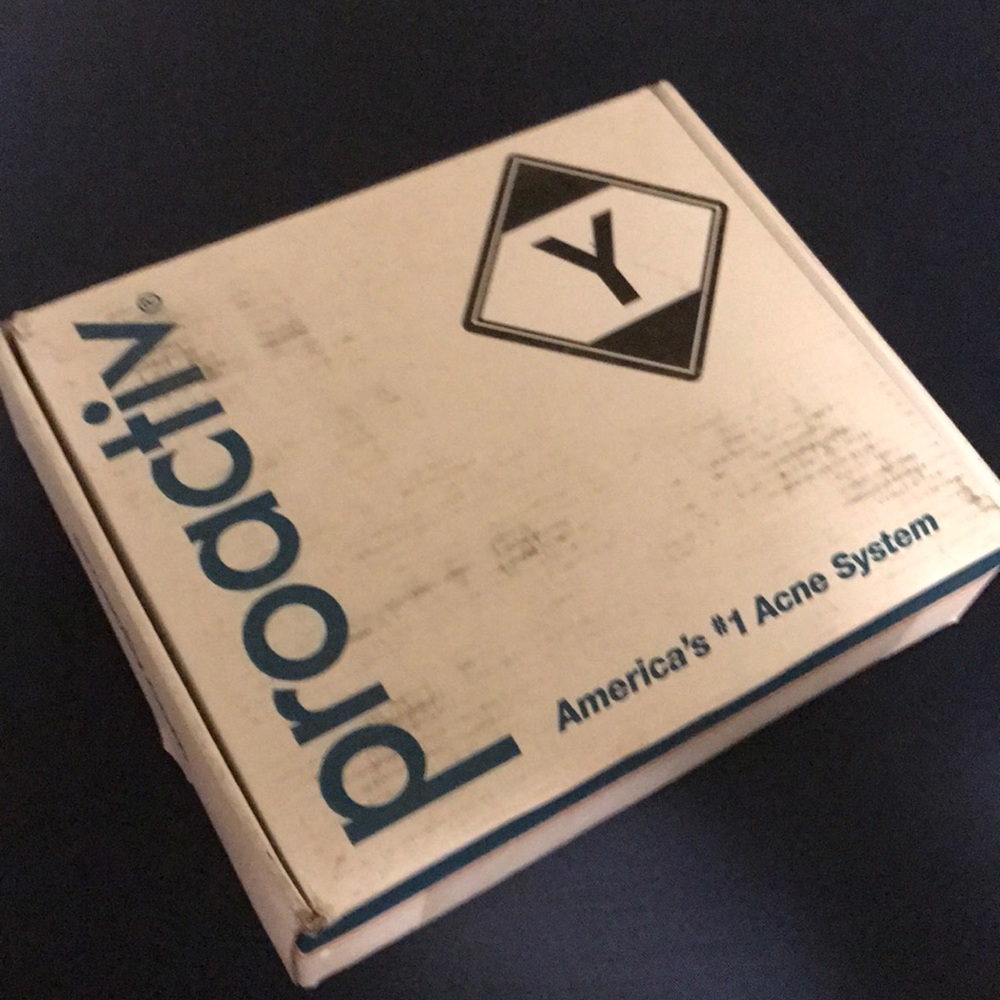 proactiv®
Y
America's #1 Acne System